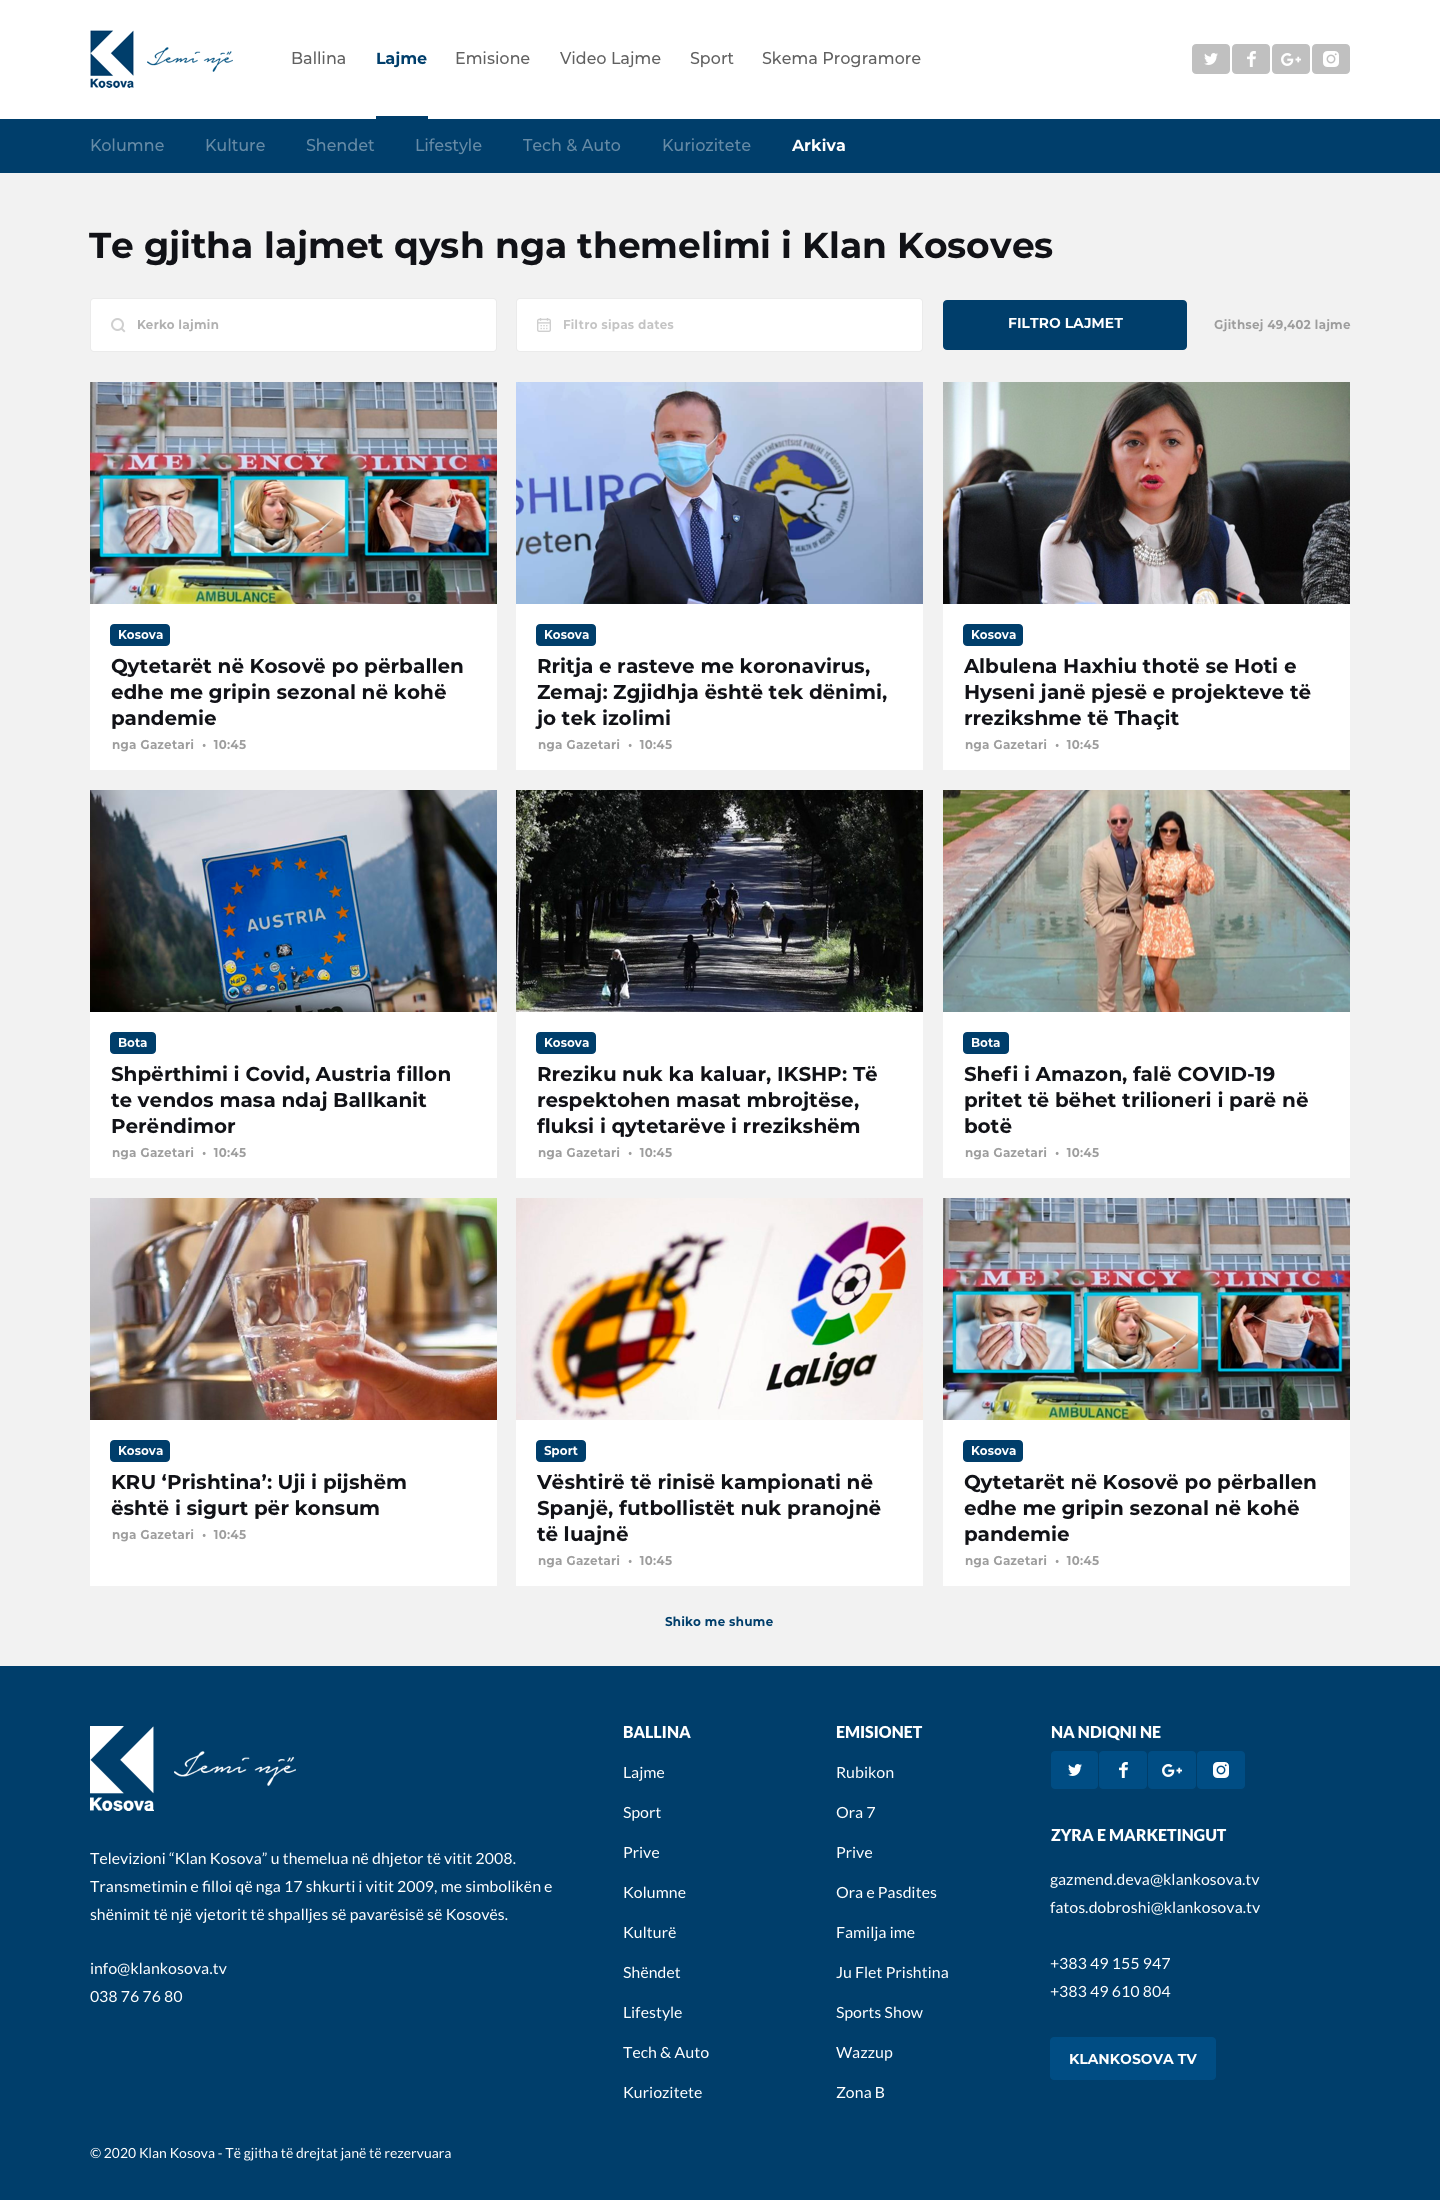 Kosova
Jemi një
Ballina
Lajme
Emisione
Video Lajme
Sport
Skema Programore
Kolumne
Kulture
Shendet
Lifestyle
Tech & Auto
Kuriozitete
Arkiva
Te gjitha lajmet qysh nga themelimi i Klan Kosoves
Kerko lajmin
Filtro sipas dates
FILTRO LAJMET
Gjithsej 49,402 lajme
EMERGENCY CLINIC
AMBULANCE
Kosova
Qytetarët në Kosovë po përballen
edhe me gripin sezonal në kohë
pandemie
nga Gazetari • 10:45
SHLIRO
veten
Kosova
Rritja e rasteve me koronavirus,
Zemaj: Zgjidhja është tek dënimi,
jo tek izolimi
nga Gazetari • 10:45
Kosova
Albulena Haxhiu thotë se Hoti e
Hyseni janë pjesë e projekteve të
rrezikshme të Thaçit
nga Gazetari • 10:45
AUSTRIA
Bota
Shpërthimi i Covid, Austria fillon
te vendos masa ndaj Ballkanit
Perëndimor
nga Gazetari • 10:45
Kosova
Rreziku nuk ka kaluar, IKSHP: Të
respektohen masat mbrojtëse,
fluksi i qytetarëve i rrezikshëm
nga Gazetari • 10:45
Bota
Shefi i Amazon, falë COVID-19
pritet të bëhet trilioneri i parë në
botë
nga Gazetari • 10:45
Kosova
KRU ‘Prishtina’: Uji i pijshëm
është i sigurt për konsum
nga Gazetari • 10:45
LaLiga
Sport
Vështirë të rinisë kampionati në
Spanjë, futbollistët nuk pranojnë
të luajnë
nga Gazetari • 10:45
EMERGENCY CLINIC
AMBULANCE
Kosova
Qytetarët në Kosovë po përballen
edhe me gripin sezonal në kohë
pandemie
nga Gazetari • 10:45
Shiko me shume
Kosova
Jemi një
Televizioni “Klan Kosova” u themelua në dhjetor të vitit 2008.
Transmetimin e filloi që nga 17 shkurti i vitit 2009, me simbolikën e
shënimit të një vjetorit të shpalljes së pavarësisë së Kosovës.
info@klankosova.tv
038 76 76 80
BALLINA
Lajme
Sport
Prive
Kolumne
Kulturë
Shëndet
Lifestyle
Tech & Auto
Kuriozitete
EMISIONET
Rubikon
Ora 7
Prive
Ora e Pasdites
Familja ime
Ju Flet Prishtina
Sports Show
Wazzup
Zona B
NA NDIQNI NE
ZYRA E MARKETINGUT
gazmend.deva@klankosova.tv
fatos.dobroshi@klankosova.tv
+383 49 155 947
+383 49 610 804
KLANKOSOVA TV
© 2020 Klan Kosova - Të gjitha të drejtat janë të rezervuara